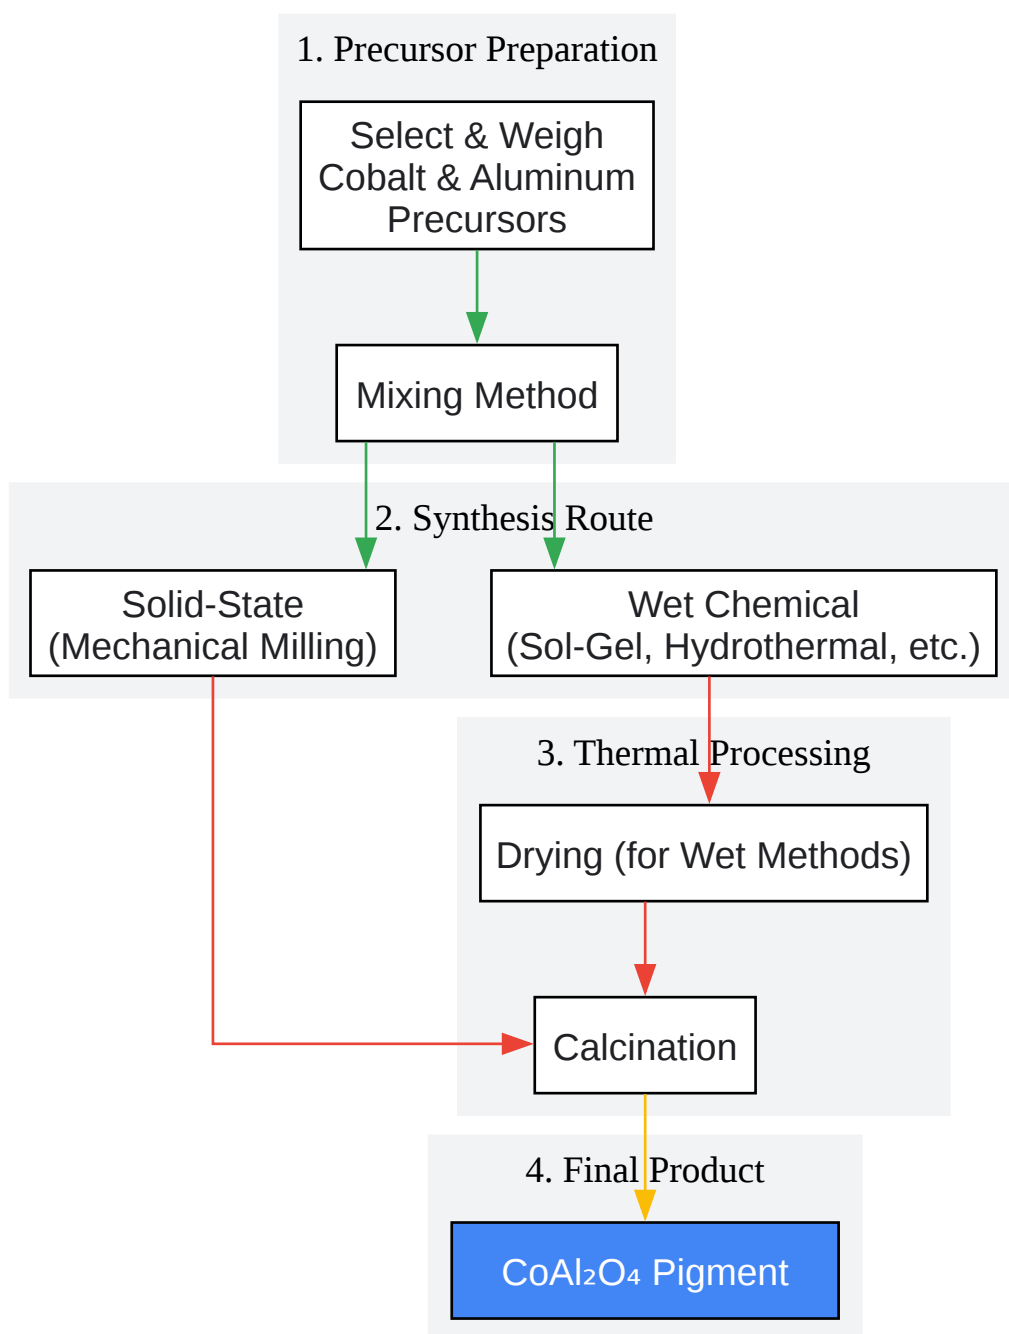 1. Precursor Preparation
Select & Weigh
Cobalt & Aluminum
Precursors
Mixing Method
2. Synthesis Route
Solid-State
(Mechanical Milling)
Wet Chemical
(Sol-Gel, Hydrothermal, etc.)
3. Thermal Processing
Drying (for Wet Methods)
Calcination
4. Final Product
CoAl₂O₄ Pigment